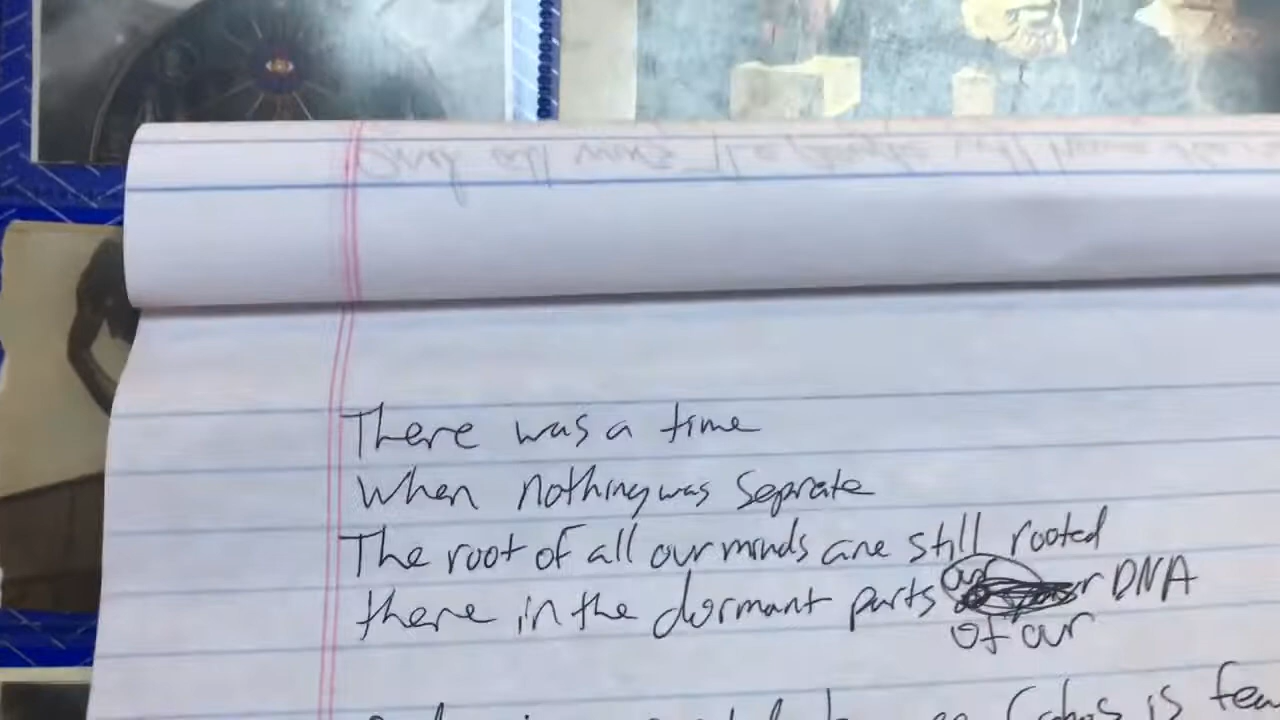 There was a time
When nothing was seprate
The root of all our minds are still rooted
there in the dormant parts DNA
of our
is